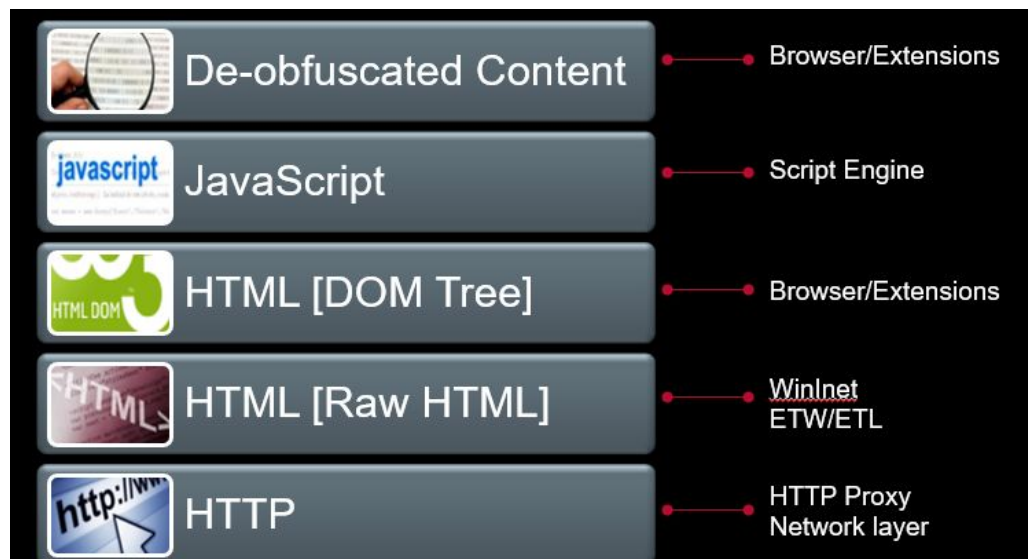 De-obfuscated Content
Browser/Extensions
javascript
JavaScript
Script Engine
HTML DOM
HTML [DOM Tree]
Browser/Extensions
<HTML>
HTML [Raw HTML]
WinInet
ETW/ETL
http://www
HTTP
HTTP Proxy
Network layer